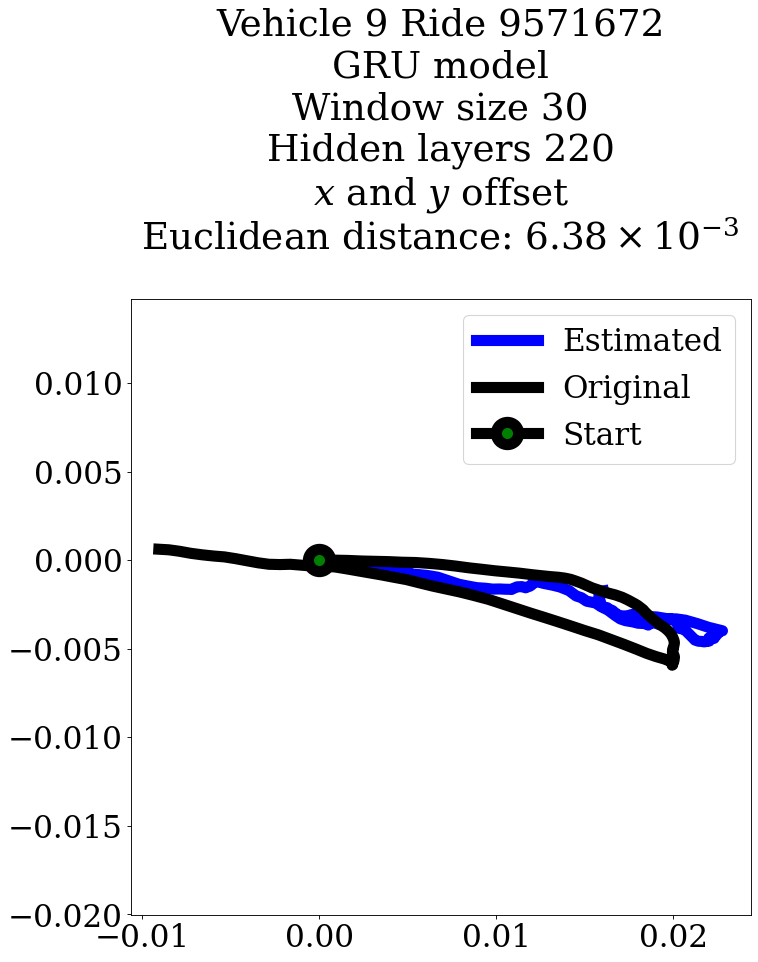 Vehicle 9 Ride 9571672
GRU model
Window size 30
Hidden layers 220
x and y offset
Euclidean distance: 6.38 × 10⁻³
Estimated
Original
Start
0.010
0.005
0.000
−0.005
−0.010
−0.015
−0.020
−0.01 0.00 0.01 0.02